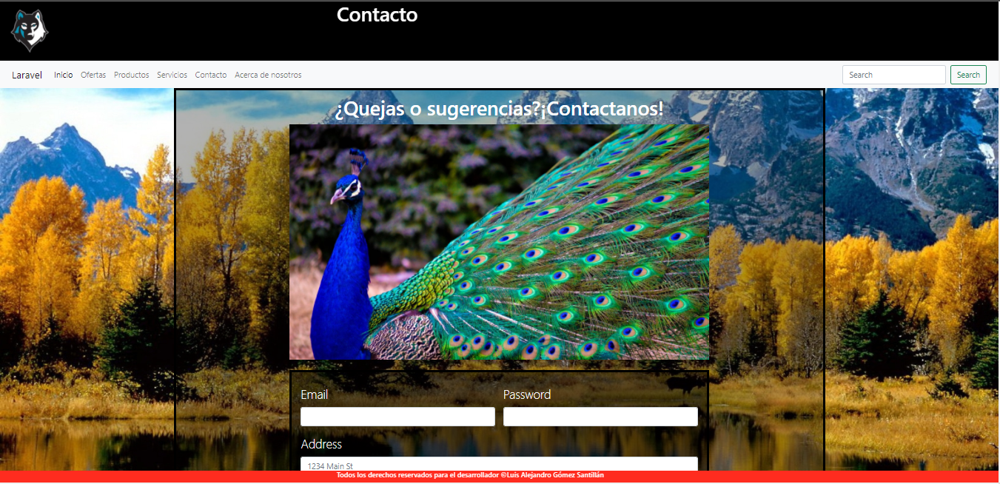 Contacto
Laravel Inicio Ofertas Productos Servicios Contacto Acerca de nosotros Search Search
¿Quejas o sugerencias?¡Contactanos!
Email Password
Address
1234 Main St
Todos los derechos reservados para el desarrollador ©Luis Alejandro Gómez Santillán